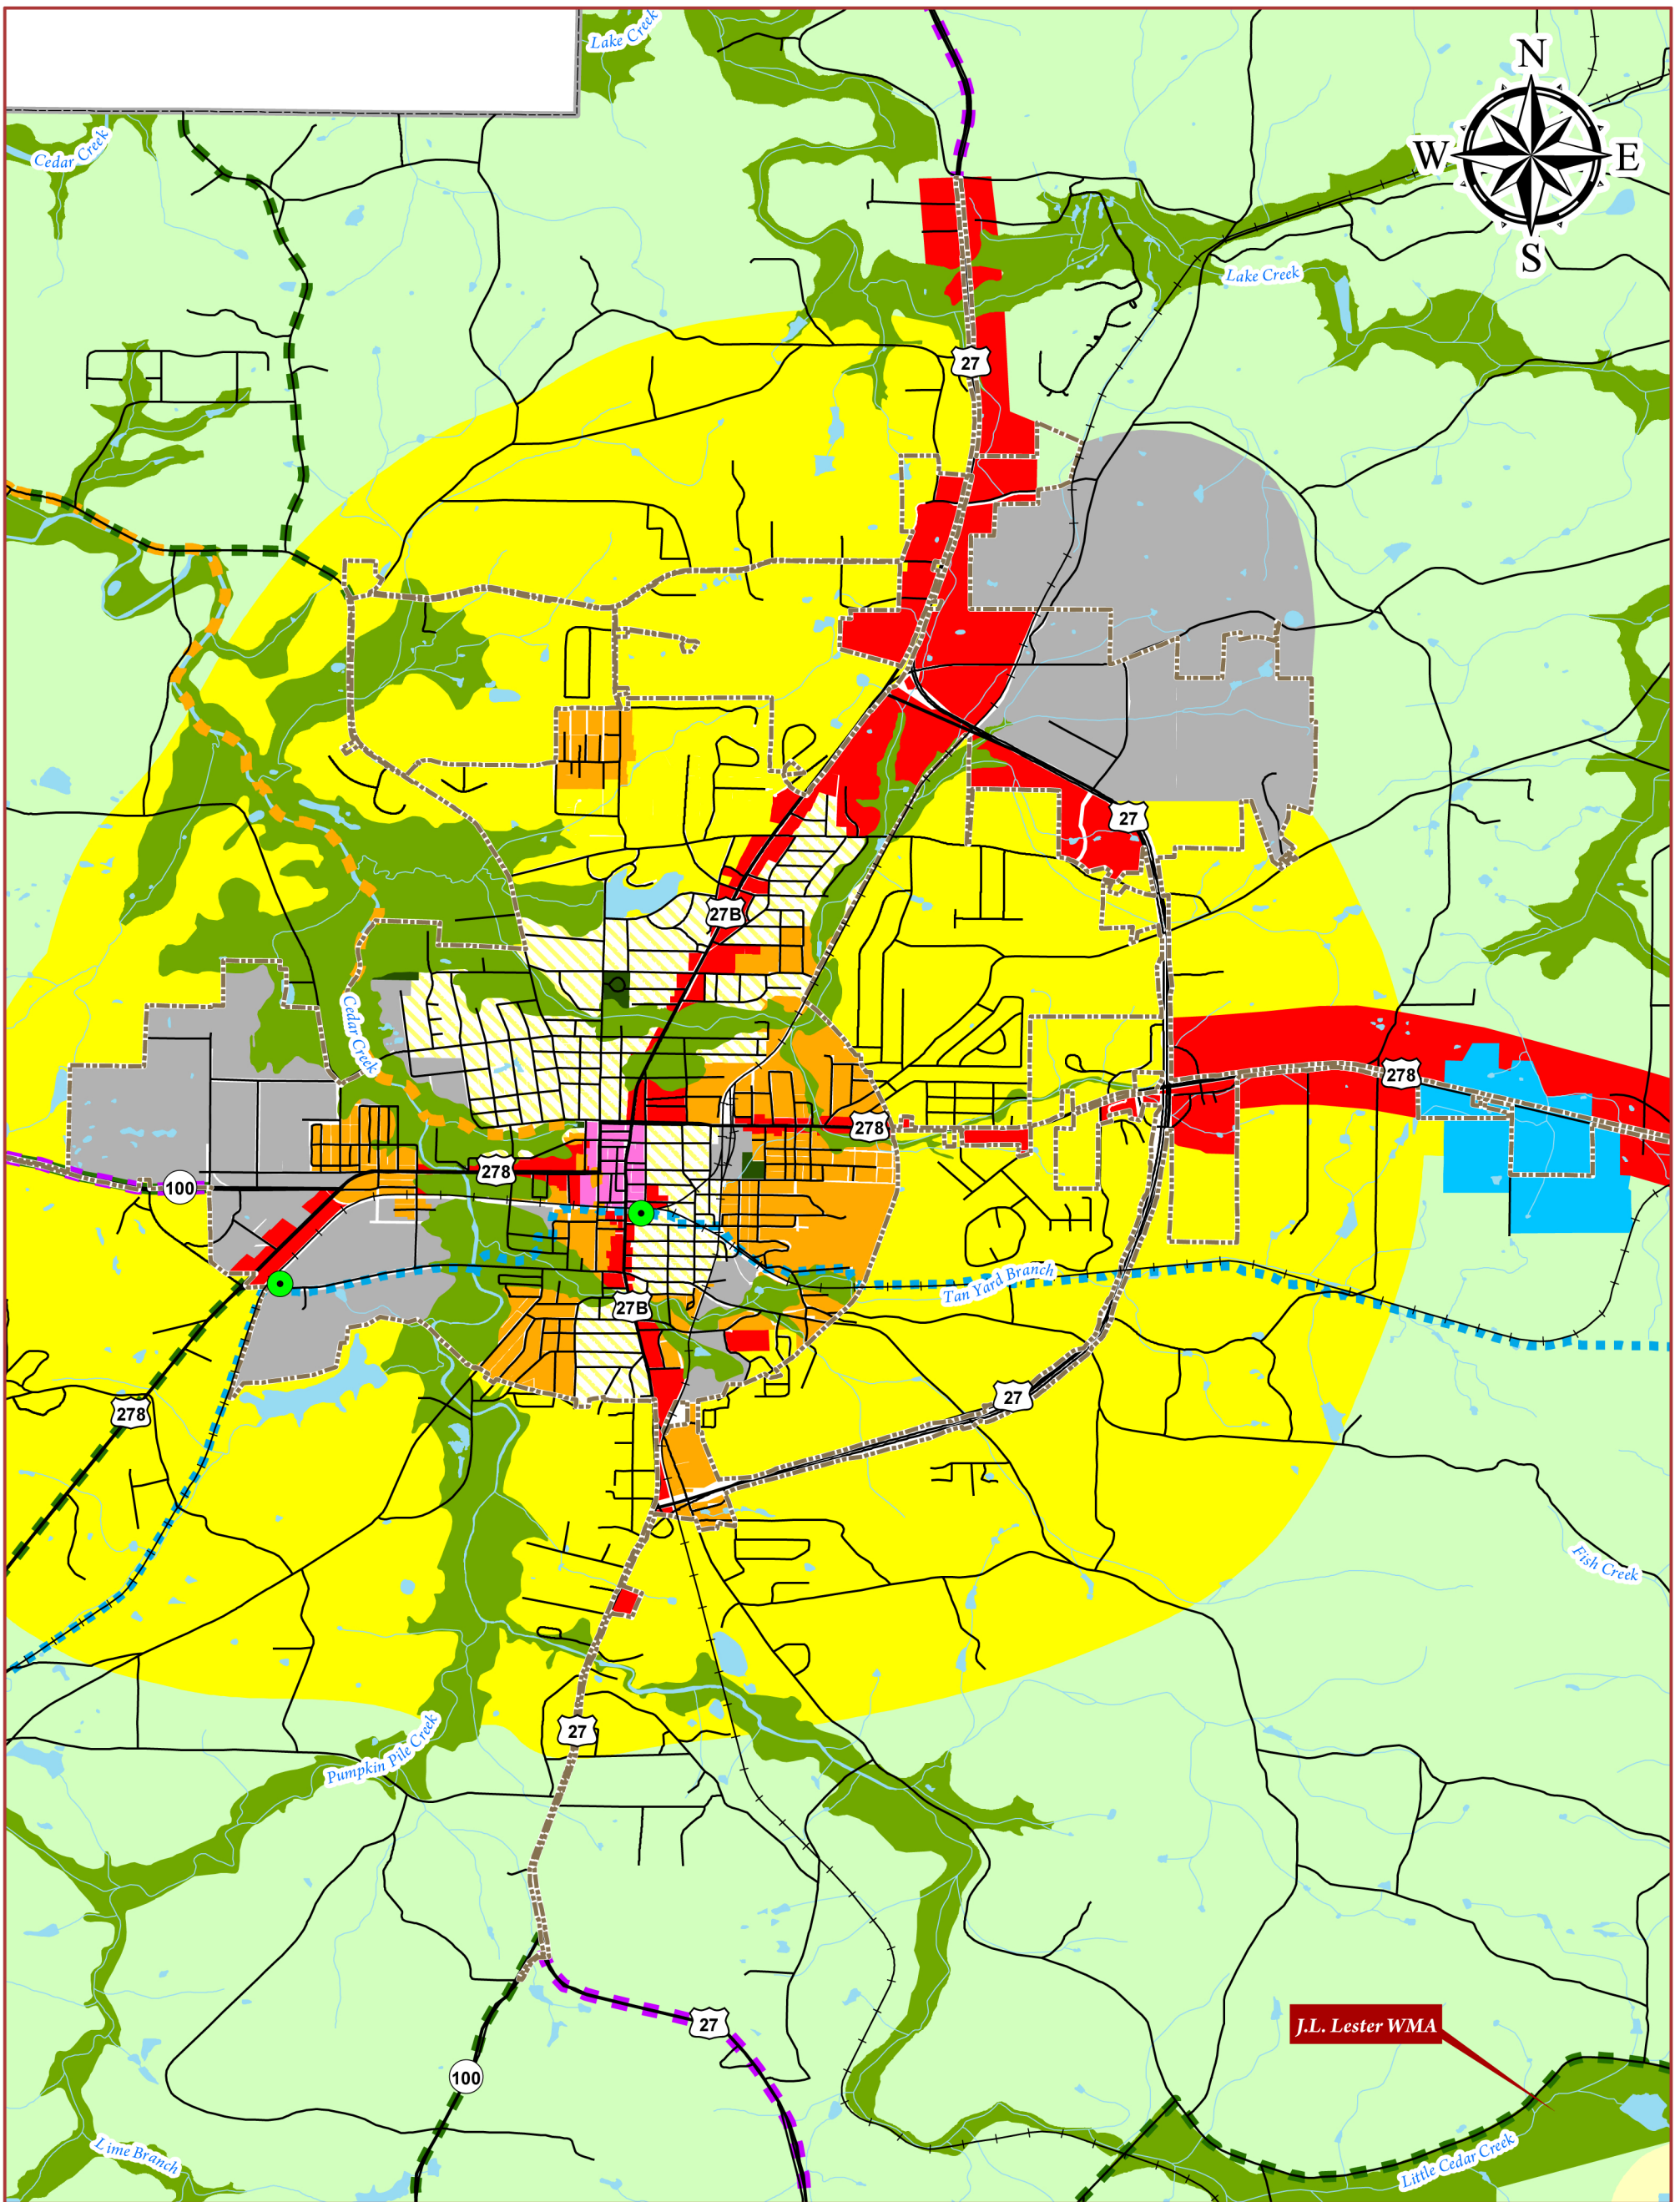 Lake Creek
N
W
E
S
Cedar Creek
Lake Creek
27
27
27B
Cedar Creek
278
278
278
100
Tan Yard Branch
27B
27
278
Fish Creek
27
Pumpkin Pile Creek
27
J.L. Lester WMA
100
Lime Branch
Little Cedar Creek